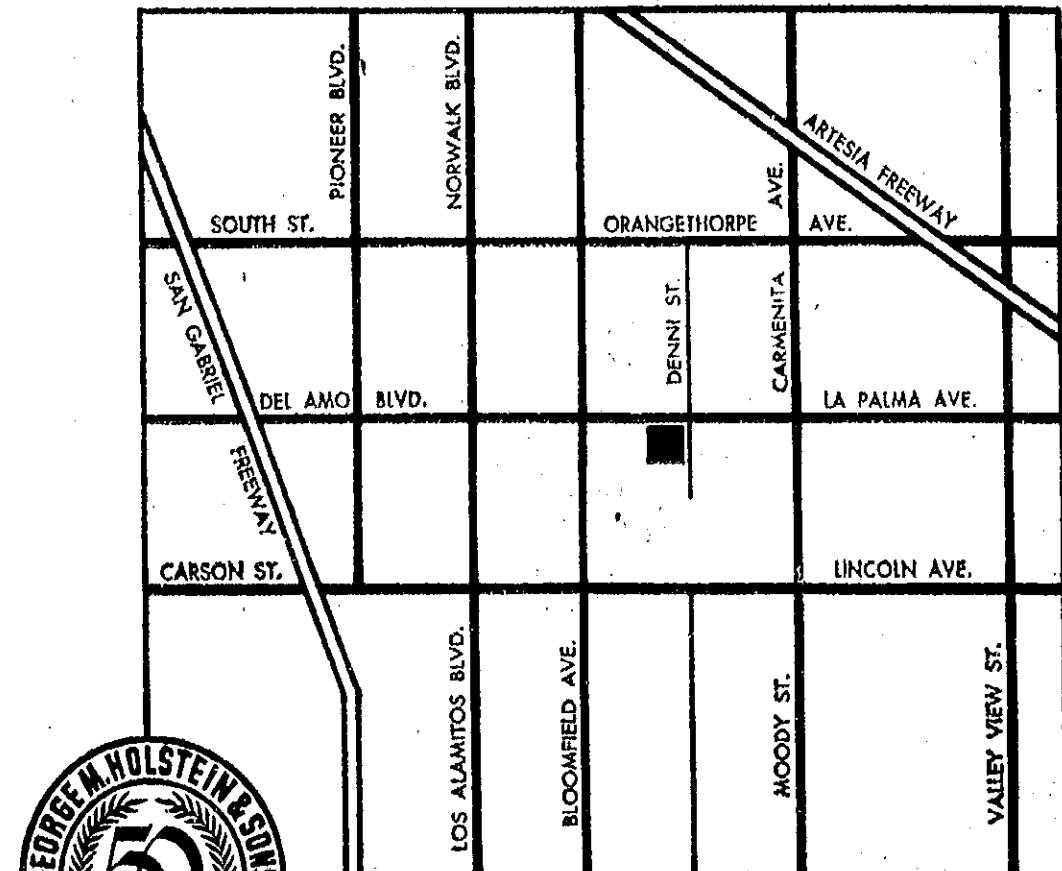 PIONEER BLVD.
NORWALK BLVD.
ARTESIA FREEWAY
SOUTH ST.
ORANGETHORPE AVE.
SAN GABRIEL FREEWAY
DENNI ST.
CARMENITA AVE.
DEL AMO BLVD.
LA PALMA AVE.
CARSON ST.
LINCOLN AVE.
LOS ALAMITOS BLVD.
BLOOMFIELD AVE.
MOODY ST.
VALLEY VIEW ST.
EORGE M. HOLSTEIN & SONS
50